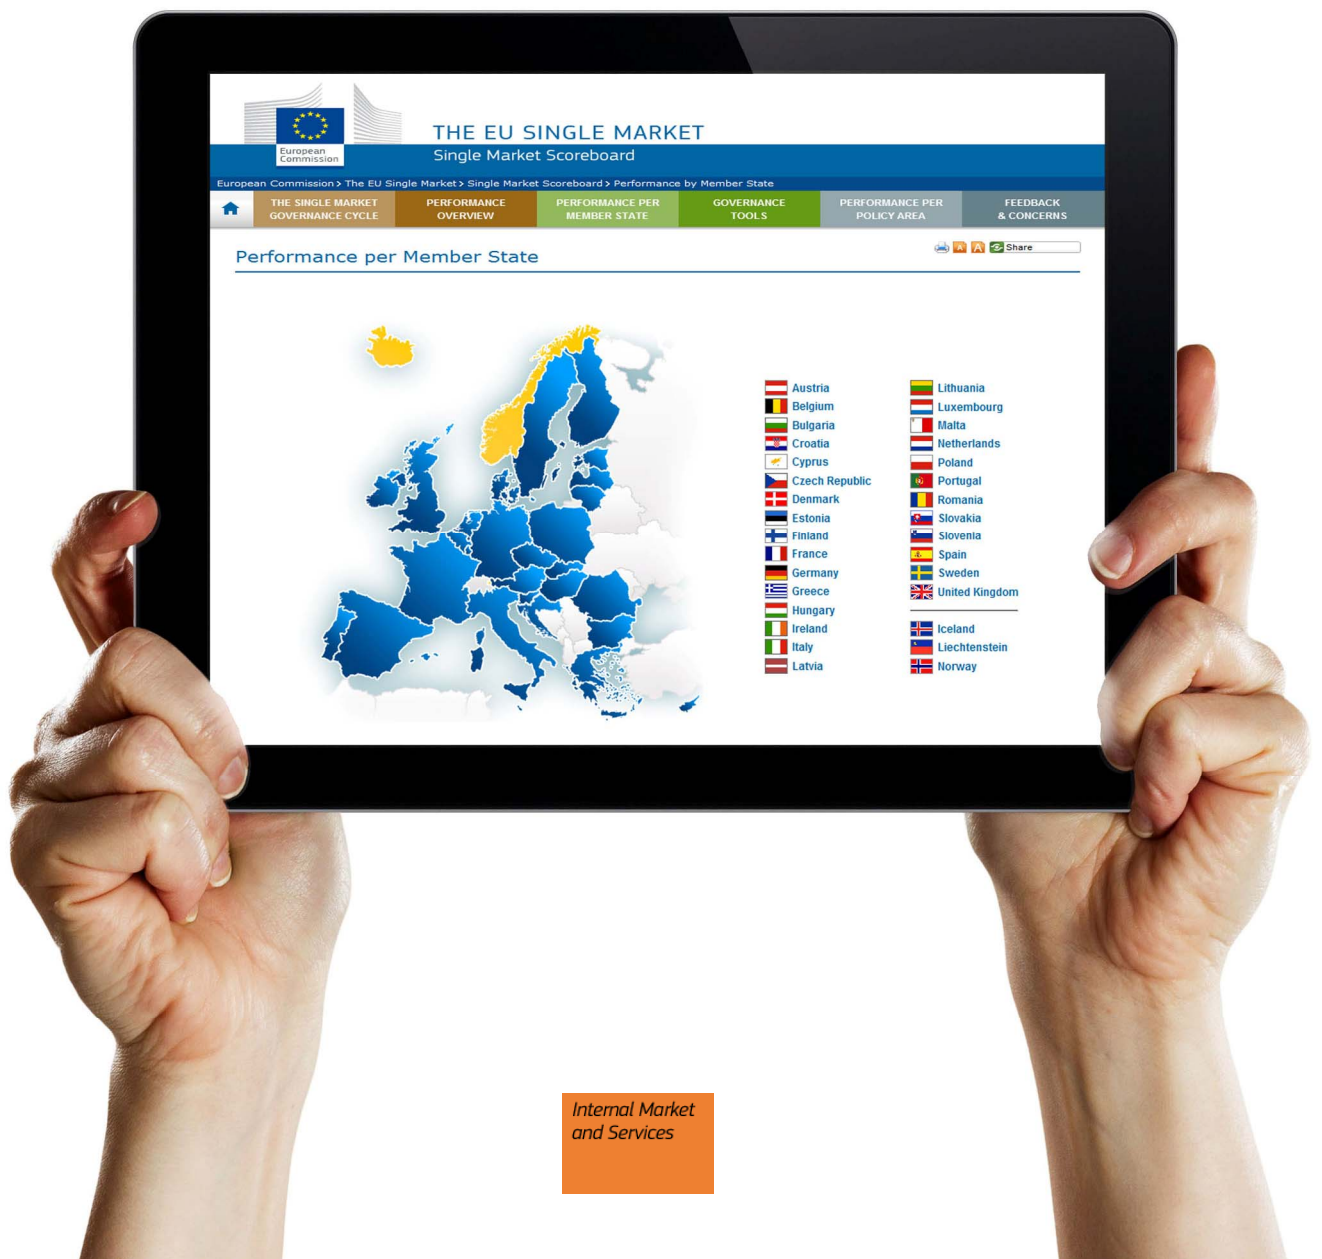 THE EU SINGLE MARKET
European
Commission
Single Market Scoreboard
European Commission > The EU Single Market > Single Market Scoreboard > Performance by Member State
THE SINGLE MARKET
GOVERNANCE CYCLE
PERFORMANCE
OVERVIEW
PERFORMANCE PER
MEMBER STATE
GOVERNANCE
TOOLS
PERFORMANCE PER
POLICY AREA
FEEDBACK
& CONCERNS
Performance per Member State
A
A
Share
Austria
Belgium
Bulgaria
Croatia
Cyprus
Czech Republic
Denmark
Estonia
Finland
France
Germany
Greece
Hungary
Ireland
Italy
Latvia
Lithuania
Luxembourg
Malta
Netherlands
Poland
Portugal
Romania
Slovakia
Slovenia
Spain
Sweden
United Kingdom
Iceland
Liechtenstein
Norway
Internal Market
and Services